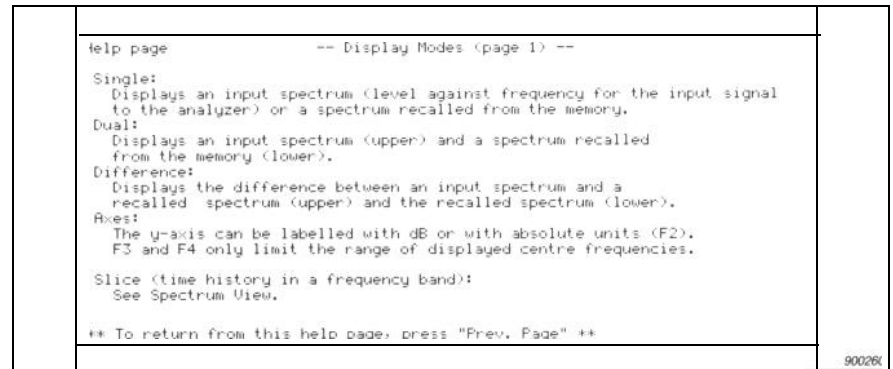 Help page -- Display Modes (page 1) --
Single:
Displays an input spectrum (level against frequency for the input signal
to the analyzer) or a spectrum recalled from the memory.
Dual:
Displays an input spectrum (upper) and a spectrum recalled
from the memory (lower).
Difference:
Displays the difference between an input spectrum and a
recalled spectrum (upper) and the recalled spectrum (lower).
Axes:
The y-axis can be labelled with dB or with absolute units (F2).
F3 and F4 only limit the range of displayed centre frequencies.
Slice (time history in a frequency band):
See Spectrum View.
** To return from this help page, press "Prev. Page" **
90026